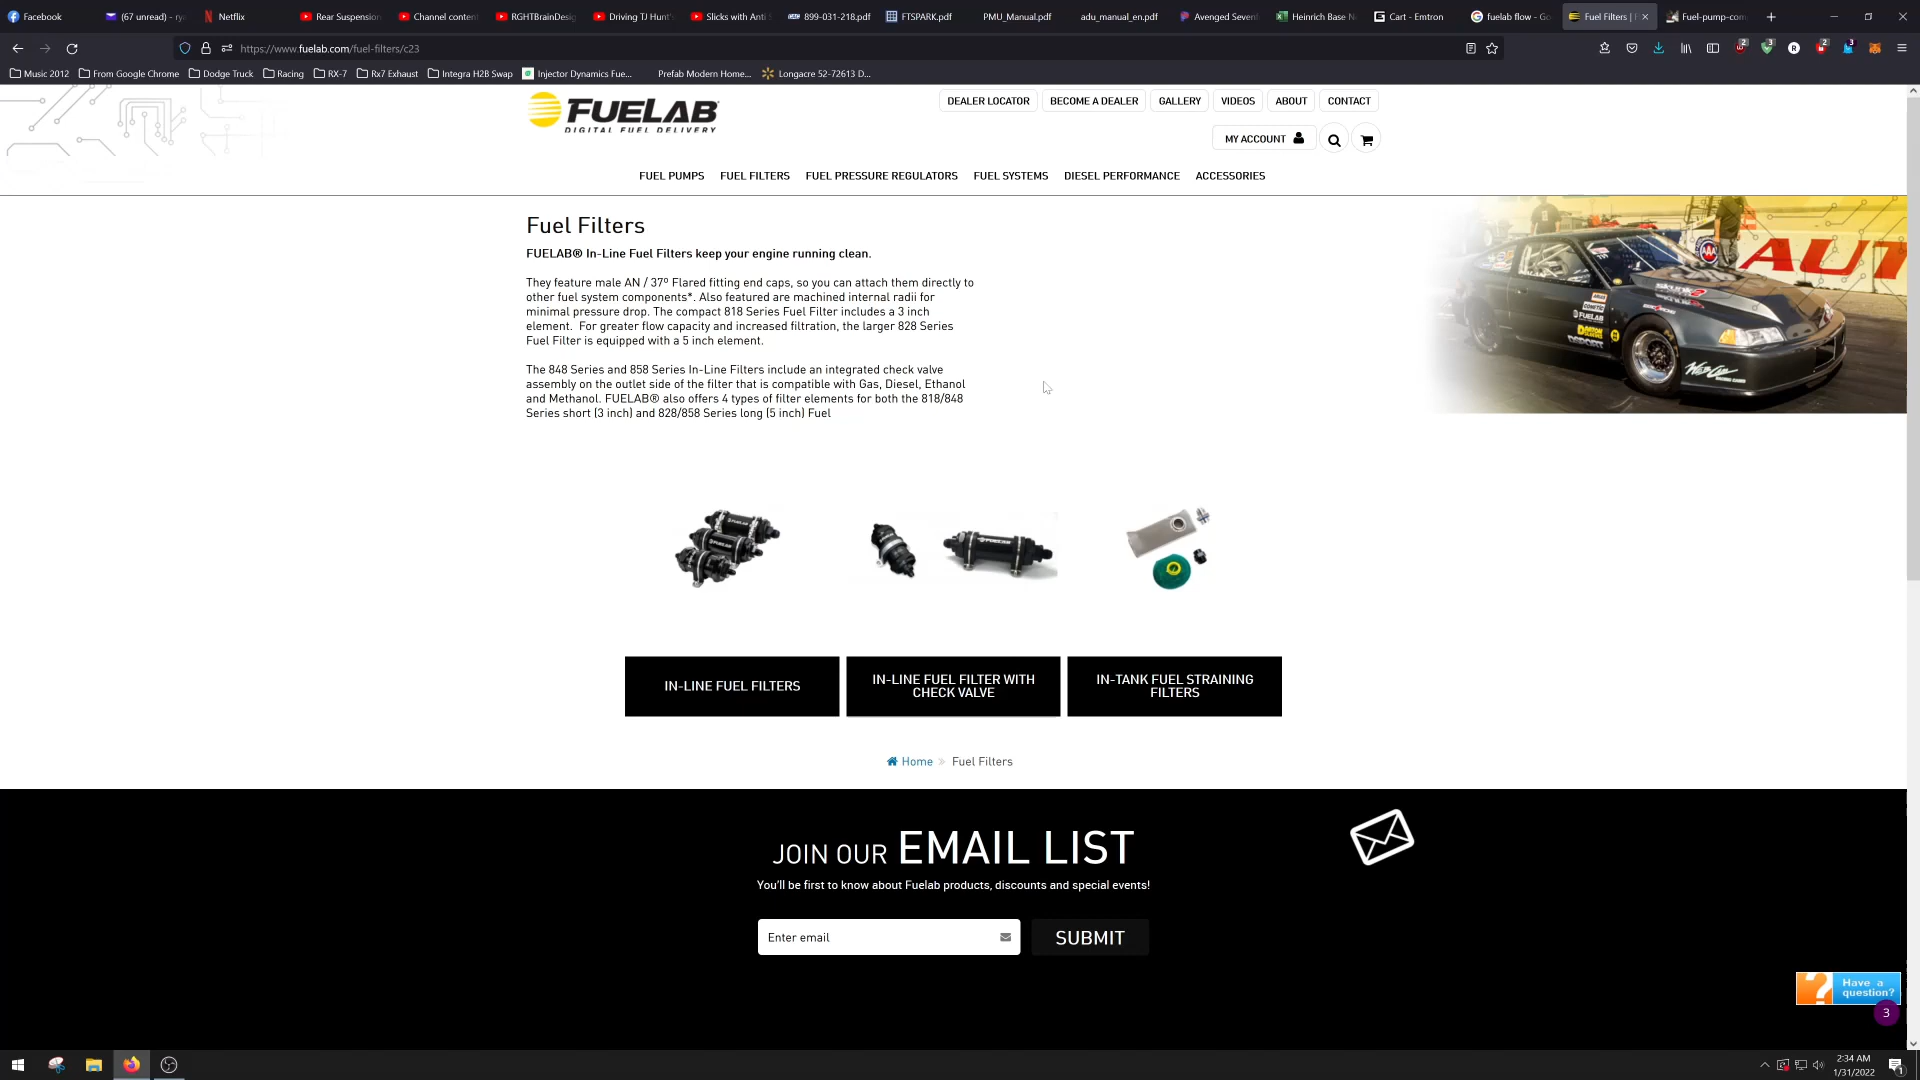 Facebook
(67 unread) - ry
Netflix
Rear Suspension
Channel content
RGHTBrainDesig
Driving TJ Hunt's
Slicks with Anti S
899-031-218.pdf
FTSPARK.pdf
PMU_Manual.pdf
adu_manual_en.pdf
Avenged Seven
Heinrich Base N
Cart - Emtron
fuelab flow - Go
Fuel Filters |
Fuel-pump-com
https://www.fuelab.com/fuel-filters/c23
2
3
R
2
3
Music 2012
From Google Chrome
Dodge Truck
Racing
RX-7
Rx7 Exhaust
Integra H2B Swap
Injector Dynamics Fue...
Prefab Modern Home...
Longacre 52-72613 D...
FUELAB
DIGITAL FUEL DELIVERY
DEALER LOCATOR
BECOME A DEALER
GALLERY
VIDEOS
ABOUT
CONTACT
MY ACCOUNT
FUEL PUMPS
FUEL FILTERS
FUEL PRESSURE REGULATORS
FUEL SYSTEMS
DIESEL PERFORMANCE
ACCESSORIES
Fuel Filters
FUELAB® In-Line Fuel Filters keep your engine running clean.
They feature male AN / 37º Flared fitting end caps, so you can attach them directly to
other fuel system components*. Also featured are machined internal radii for
minimal pressure drop. The compact 818 Series Fuel Filter includes a 3 inch
element.  For greater flow capacity and increased filtration, the larger 828 Series
Fuel Filter is equipped with a 5 inch element.
The 848 Series and 858 Series In-Line Filters include an integrated check valve
assembly on the outlet side of the filter that is compatible with Gas, Diesel, Ethanol
and Methanol. FUELAB® also offers 4 types of filter elements for both the 818/848
Series short (3 inch) and 828/858 Series long (5 inch) Fuel
AUT
IN-LINE FUEL FILTERS
IN-LINE FUEL FILTER WITH
CHECK VALVE
IN-TANK FUEL STRAINING
FILTERS
Home » Fuel Filters
JOIN OUR EMAIL LIST
You'll be first to know about Fuelab products, discounts and special events!
Enter email
SUBMIT
Have a
question?
3
2:34 AM
1/31/2022
1